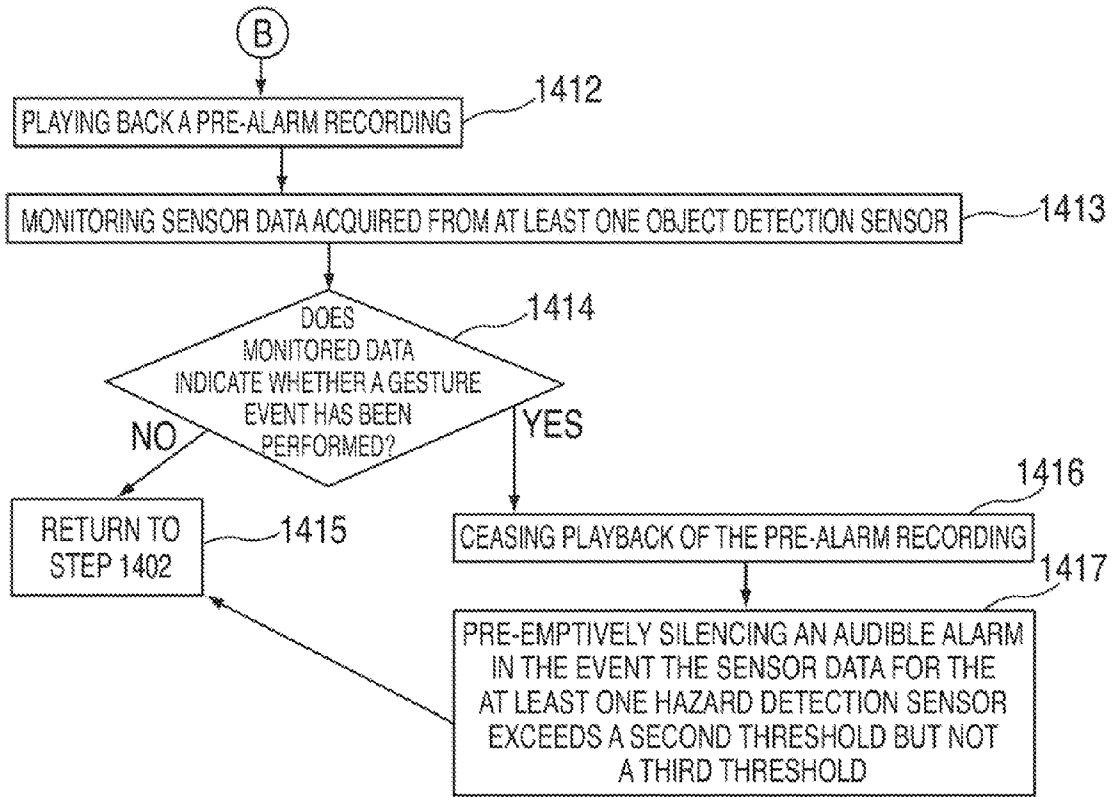 B
1412
PLAYING BACK A PRE-ALARM RECORDING
MONITORING SENSOR DATA ACQUIRED FROM AT LEAST ONE OBJECT DETECTION SENSOR
1413
1414
DOES
MONITORED DATA
INDICATE WHETHER A GESTURE
EVENT HAS BEEN
PERFORMED?
NO
YES
RETURN TO
STEP 1402
1415
1416
CEASING PLAYBACK OF THE PRE-ALARM RECORDING
1417
PRE-EMPTIVELY SILENCING AN AUDIBLE ALARM
IN THE EVENT THE SENSOR DATA FOR THE
AT LEAST ONE HAZARD DETECTION SENSOR
EXCEEDS A SECOND THRESHOLD BUT NOT
A THIRD THRESHOLD